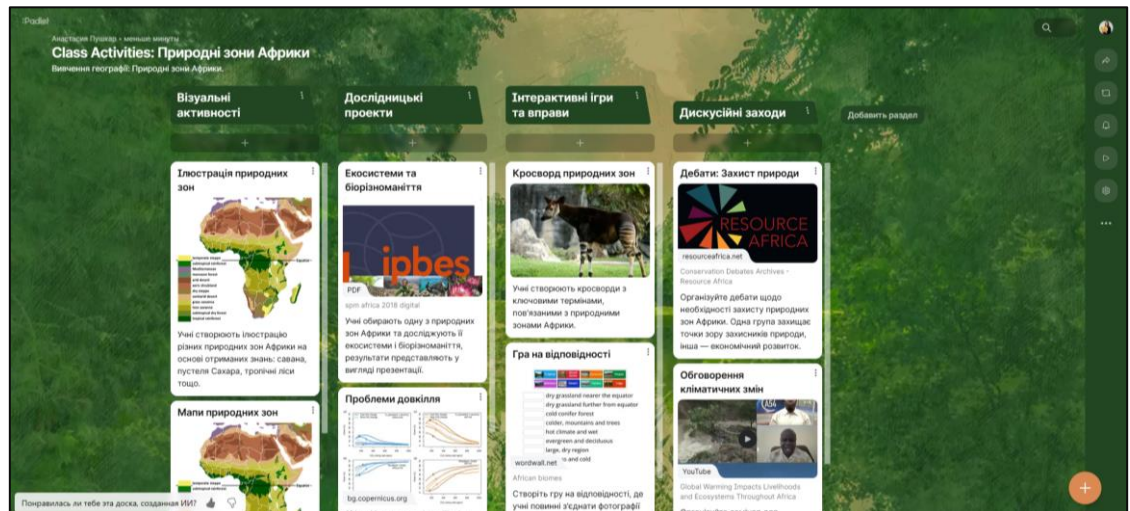 Padlet
Анастасия Пушкар • меньше минуты
Class Activities: Природні зони Африки
Вивчення географії: Природні зони Африки.
Візуальні
активності
Ілюстрація природних
зон
Equator
Учні створюють ілюстрацію
різних природних зон Африки на
основі отриманих знань: савана,
пустеля Сахара, тропічні ліси
тощо.
Мапи природних зон
Дослідницькі
проекти
Екосистеми та
біорізноманіття
ipbes
PDF
spm africa 2018 digital
Учні обирають одну з природних
зон Африки та досліджують її
екосистеми і біорізноманіття,
результати представляють у
вигляді презентації.
Проблеми довкілля
bg.copernicus.org
Інтерактивні ігри
та вправи
Кросворд природних зон
Учні створюють кросворди з
ключовими термінами,
пов'язаними з природними
зонами Африки.
Гра на відповідності
dry grassland nearer the equator
dry grassland further from equator
cold conifer forest
colder, mountains and trees
hot climate and wet
evergreen and deciduous
large, dry region
and cold
wordwall.net
African biomes
Створіть гру на відповідності, де
учні повинні з'єднати фотографії
Дискусійні заходи
Дебати: Захист природи
RESOURCE
AFRICA
resourceafrica.net
Conservation Debates Archives -
Resource Africa
Організуйте дебати щодо
необхідності захисту природних
зон Африки. Одна група захищає
точки зору захисників природи,
інша — економічний розвиток.
Обговорення
кліматичних змін
YouTube
Global Warming Impacts Livelihoods
and Ecosystems Throughout Africa
Добавить раздел
Понравилась ли тебе эта доска, созданная ИИ?